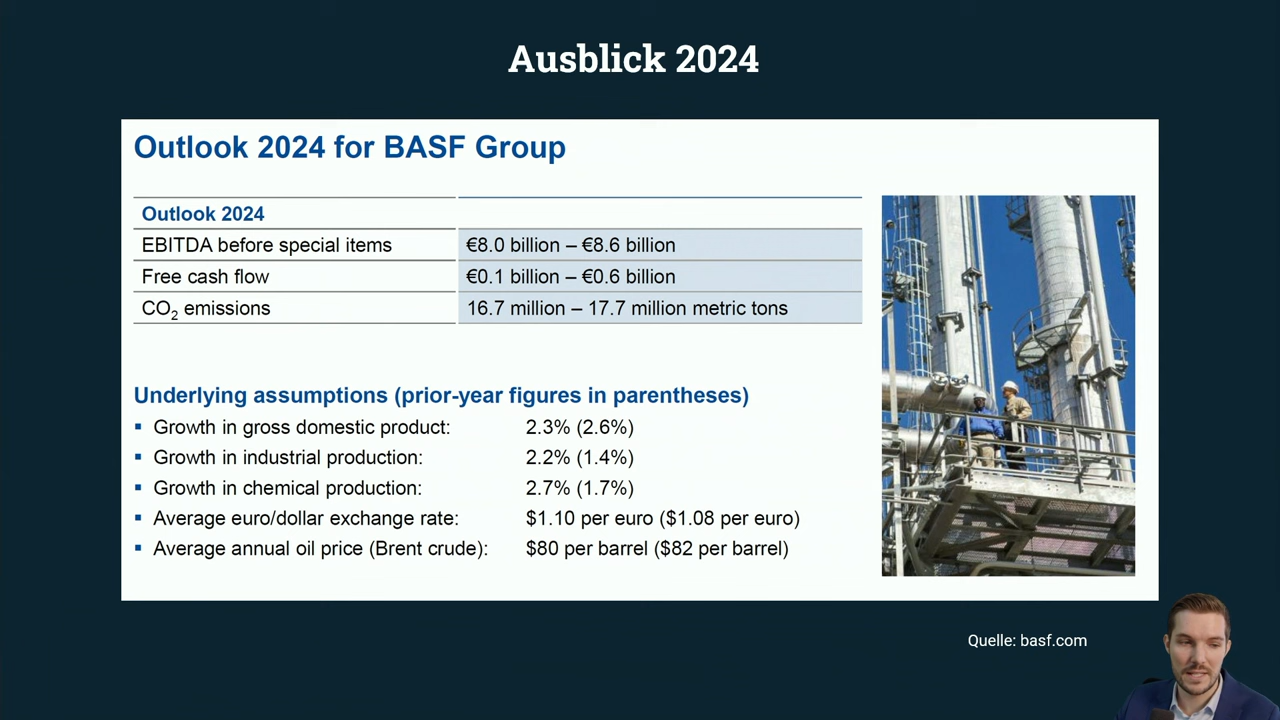 Ausblick 2024
Outlook 2024 for BASF Group
Outlook 2024
EBITDA before special items €8.0 billion – €8.6 billion
Free cash flow €0.1 billion – €0.6 billion
CO₂ emissions 16.7 million – 17.7 million metric tons
Underlying assumptions (prior-year figures in parentheses)
▪ Growth in gross domestic product: 2.3% (2.6%)
▪ Growth in industrial production: 2.2% (1.4%)
▪ Growth in chemical production: 2.7% (1.7%)
▪ Average euro/dollar exchange rate: $1.10 per euro ($1.08 per euro)
▪ Average annual oil price (Brent crude): $80 per barrel ($82 per barrel)
Quelle: basf.com